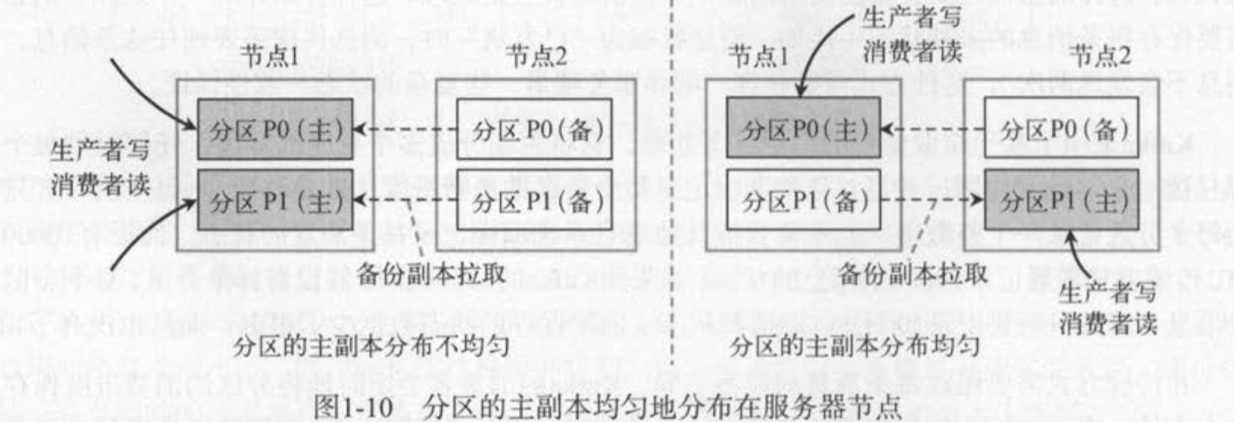 节点1
节点2
分区P0（主）
分区P0（备）
生产者写
消费者读
分区P1（主）
分区P1（备）
备份副本拉取
分区的主副本分布不均匀
生产者写
消费者读
节点1
节点2
分区P0（主）
分区P0（备）
分区P1（备）
分区P1（主）
备份副本拉取
生产者写
消费者读
分区的主副本分布均匀
图1-10 分区的主副本均匀地分布在服务器节点